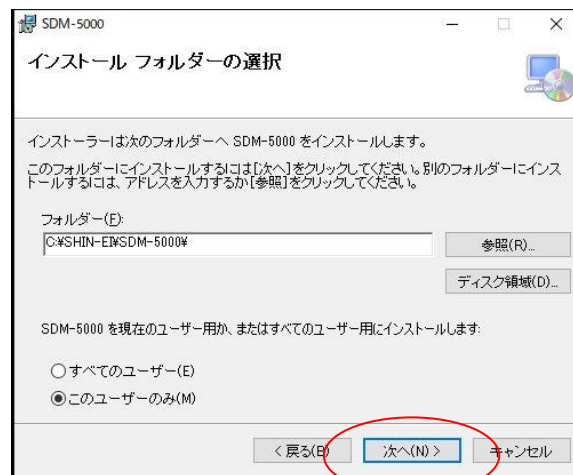 SDM-5000
インストール フォルダーの選択
インストーラーは次のフォルダーへ SDM-5000 をインストールします。
このフォルダーにインストールするには[次へ]をクリックしてください。別のフォルダーにインス
トールするには、アドレスを入力するか[参照]をクリックしてください。
フォルダー(F):
C:¥SHIN-EI¥SDM-5000¥
参照(R)...
ディスク領域(D)...
SDM-5000 を現在のユーザー用か、またはすべてのユーザー用にインストールします:
すべてのユーザー(E)
このユーザーのみ(M)
< 戻る(B) 次へ(N) > キャンセル